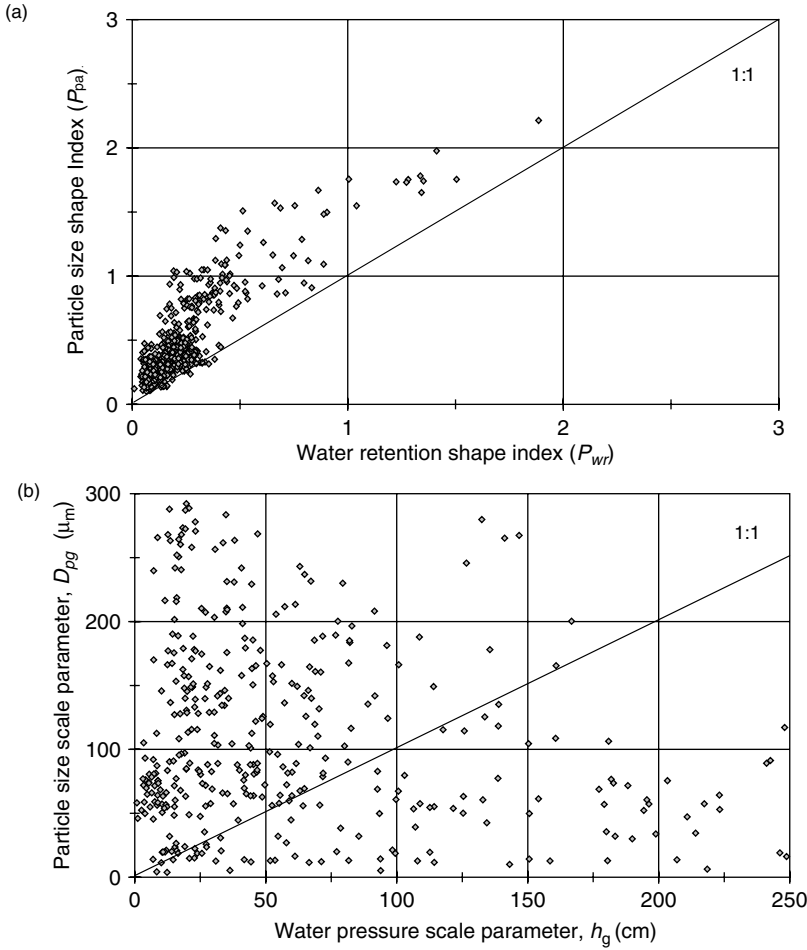 (a)
3
2
1
0
Particle size shape Index (Ppa).
1:1
0 1 2 3
Water retention shape index (Pwr)
(b)
300
200
100
0
Particle size scale parameter, Dpg (μm)
1:1
0 50 100 150 200 250
Water pressure scale parameter, hg (cm)